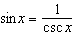 sin x = 1/csc x